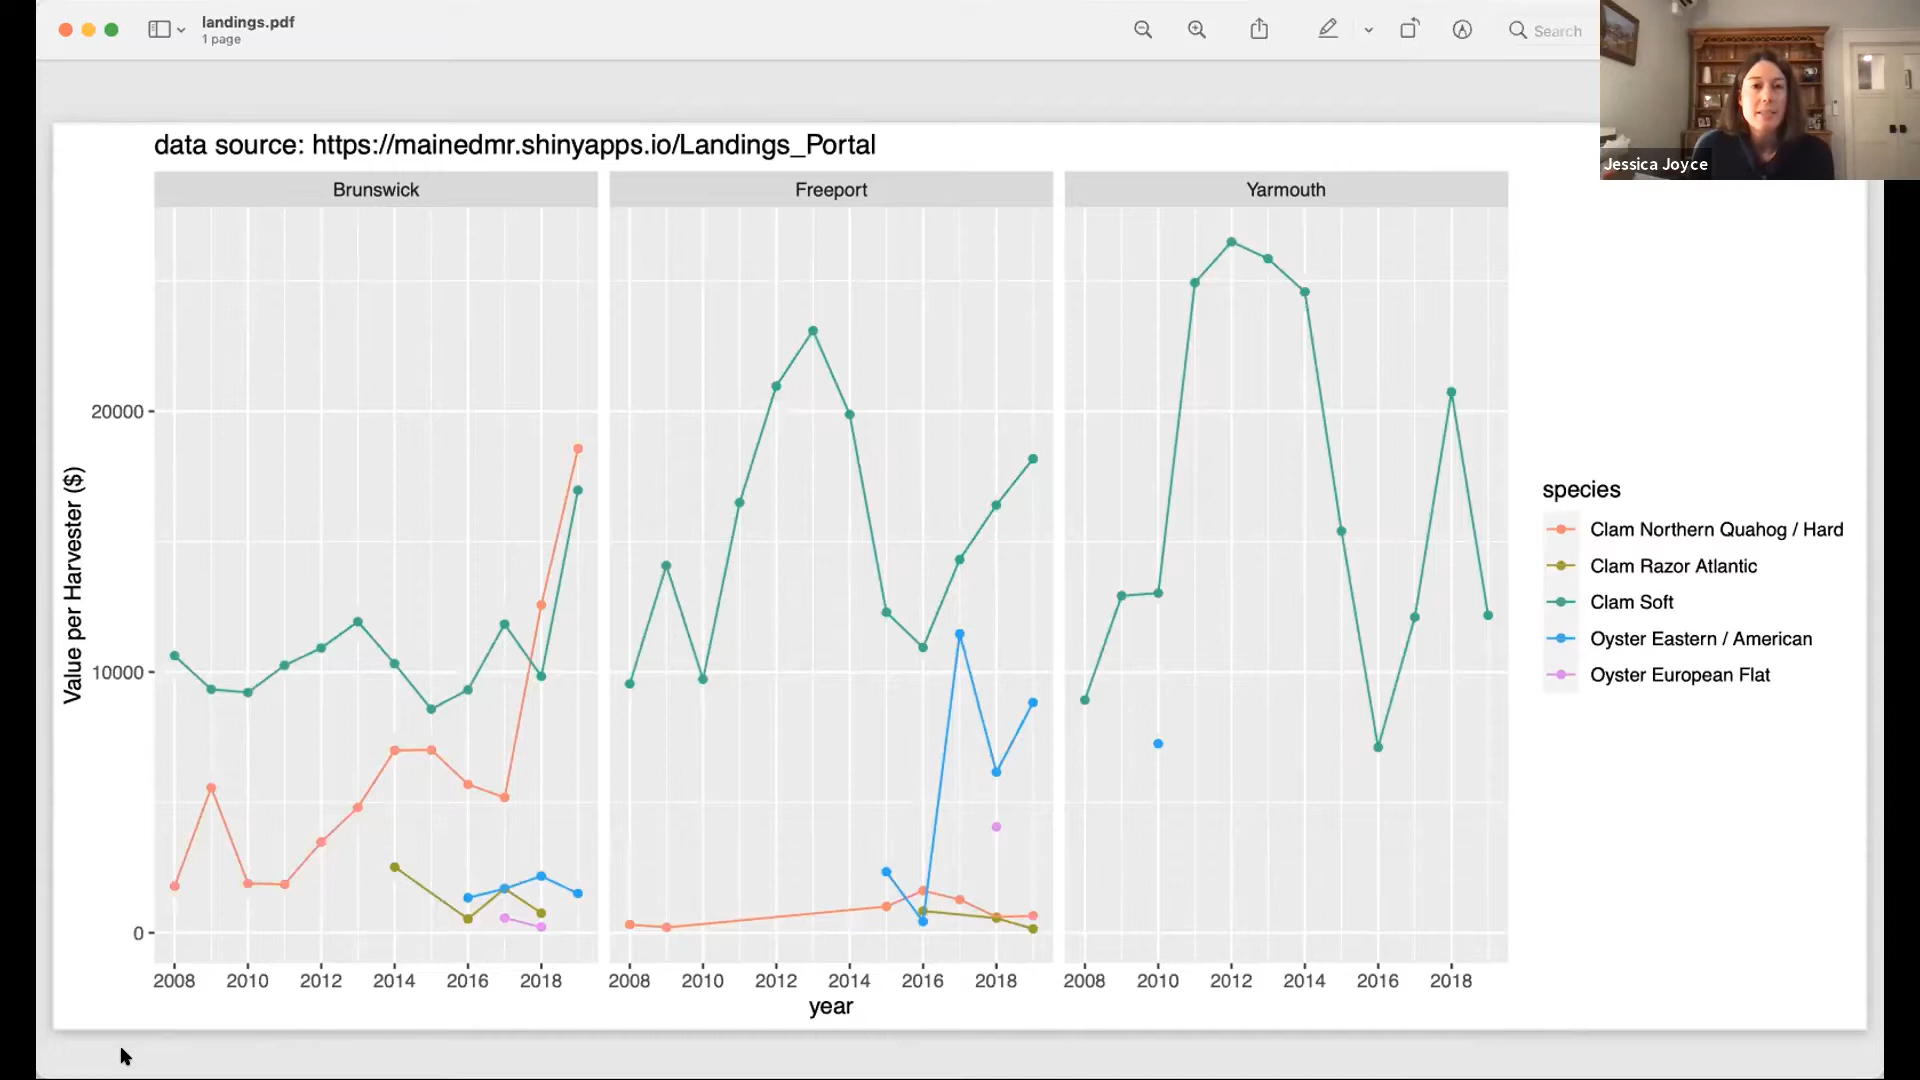 landings.pdf
1 page
Search
Jessica Joyce
data source: https://mainedmr.shinyapps.io/Landings_Portal
Brunswick
Freeport
Yarmouth
Value per Harvester ($)
20000
10000
0
2008 2010 2012 2014 2016 2018
2008 2010 2012 2014 2016 2018
2008 2010 2012 2014 2016 2018
year
species
Clam Northern Quahog / Hard
Clam Razor Atlantic
Clam Soft
Oyster Eastern / American
Oyster European Flat